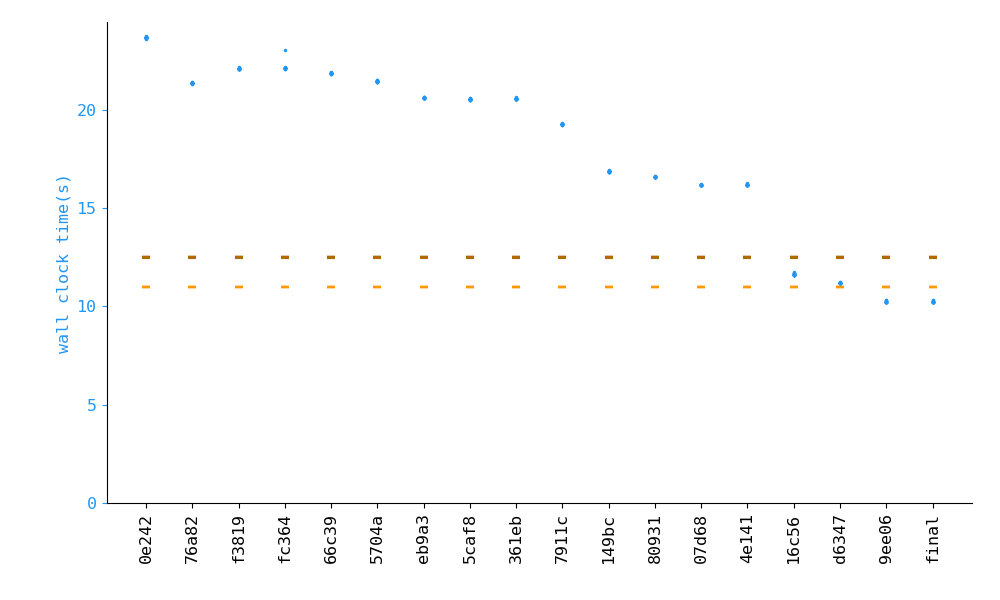 wall clock time(s)
20
15
10
5
0
0e242
76a82
f3819
fc364
66c39
5704a
eb9a3
5caf8
361eb
7911c
149bc
80931
07d68
4e141
16c56
d6347
9ee06
final